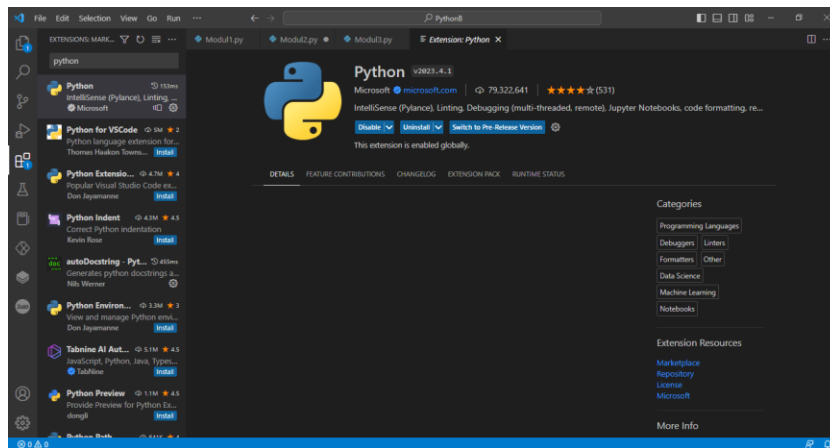 File Edit Selection View Go Run ...
Python8
EXTENSIONS: MARK...
Modul1.py
Modul2.py
Modul3.py
Extension: Python
python
Python 153ms
IntelliSense (Pylance), Linting, ...
Microsoft
Python for VSCode 5M 2
Python language extension for...
Thomas Haakon Towns... Install
Python Extensio... 4.7M 4
Popular Visual Studio Code ex...
Don Jayamanne Install
Python Indent 4.3M 4.5
Correct Python indentation
Kevin Rose Install
autoDocstring - Pyt... 455ms
Generates python docstrings a...
Nils Werner
Python Environ... 3.3M 3
View and manage Python envi...
Don Jayamanne Install
Tabnine AI Aut... 5.1M 4.5
JavaScript, Python, Java, Types...
TabNine Install
Python Preview 1.1M 4.5
Provide Preview for Python Ex...
dongli Install
Python Path
0 0
Python v2023.4.1
Microsoft microsoft.com 79,322,641 (531)
IntelliSense (Pylance), Linting, Debugging (multi-threaded, remote), Jupyter Notebooks, code formatting, re...
Disable Uninstall Switch to Pre-Release Version
This extension is enabled globally.
DETAILS FEATURE CONTRIBUTIONS CHANGELOG EXTENSION PACK RUNTIME STATUS
Categories
Programming Languages
Debuggers Linters
Formatters Other
Data Science
Machine Learning
Notebooks
Extension Resources
Marketplace
Repository
License
Microsoft
More Info